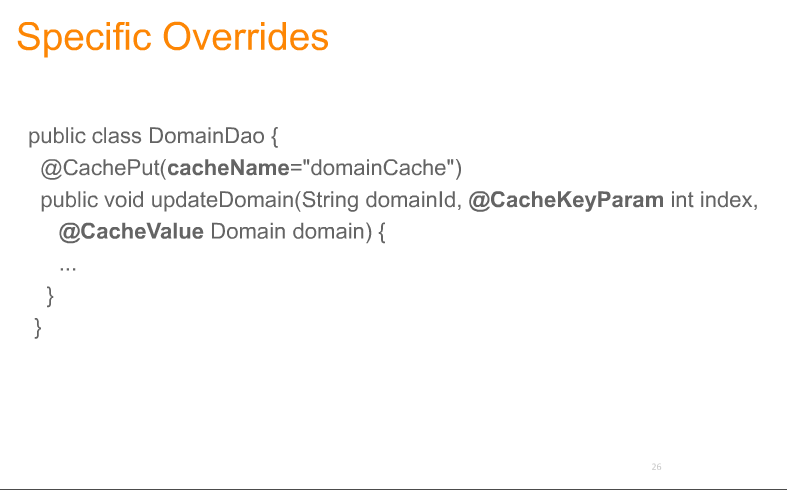 Specific Overrides
public class DomainDao {
@CachePut(cacheName="domainCache")
public void updateDomain(String domainId, @CacheKeyParam int index,
@CacheValue Domain domain) {
...
}
}
26